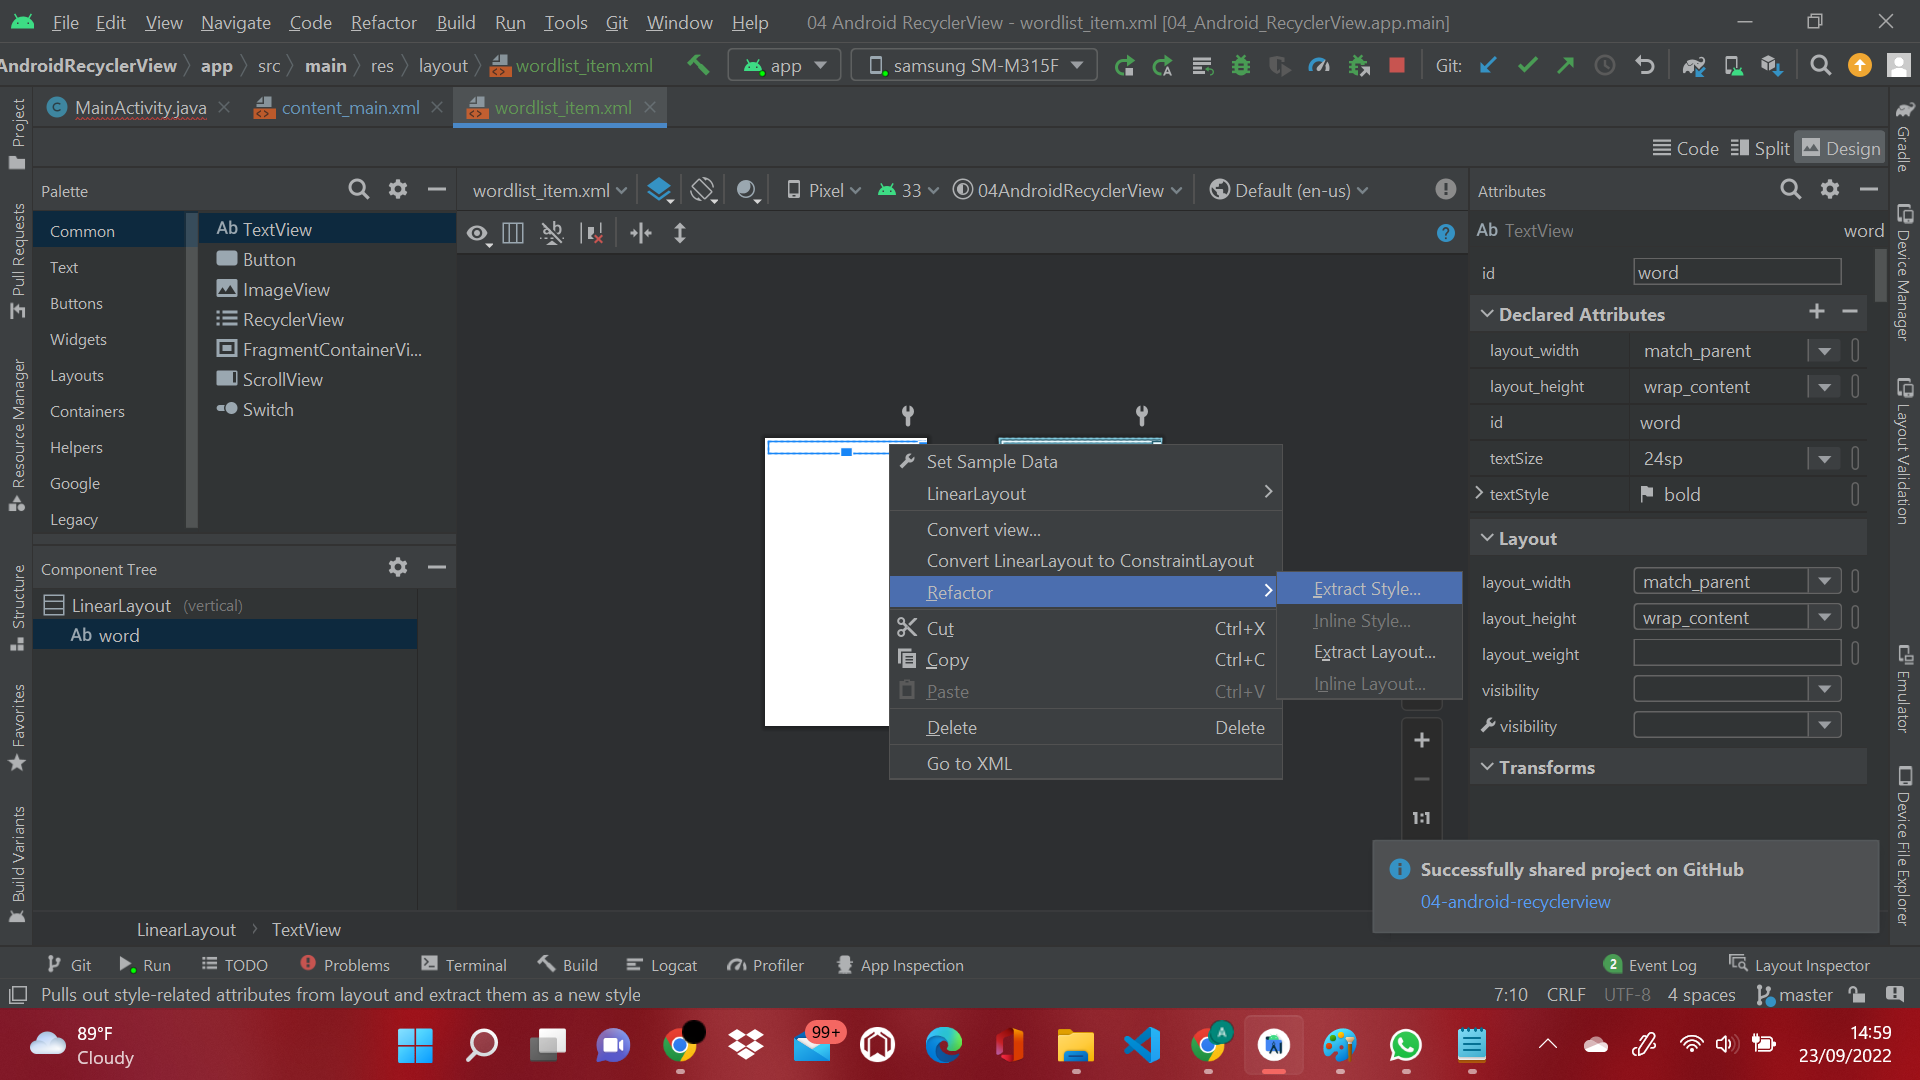 File Edit View Navigate Code Refactor Build Run Tools Git Window Help 04 Android RecyclerView - wordlist_item.xml [04_Android_RecyclerView.app.main]
AndroidRecyclerView app src main res layout wordlist_item.xml app samsung SM-M315F Git:
MainActivity.java content_main.xml wordlist_item.xml
Code Split Design
Palette
wordlist_item.xml Pixel 33 04AndroidRecyclerView Default (en-us)
Attributes
Common
Text
Buttons
Widgets
Layouts
Containers
Helpers
Google
Legacy
Ab TextView
Button
ImageView
RecyclerView
FragmentContainerVi...
ScrollView
Switch
Component Tree
LinearLayout (vertical)
Ab word
Set Sample Data
LinearLayout
Convert view...
Convert LinearLayout to ConstraintLayout
Refactor
Cut Ctrl+X
Copy Ctrl+C
Paste Ctrl+V
Delete Delete
Go to XML
Extract Style...
Inline Style...
Extract Layout...
Inline Layout...
1:1
Ab TextView word
id word
Declared Attributes
layout_width match_parent
layout_height wrap_content
id word
textSize 24sp
textStyle bold
Layout
layout_width match_parent
layout_height wrap_content
layout_weight
visibility
visibility
Transforms
Successfully shared project on GitHub
04-android-recyclerview
Project
Pull Requests
Resource Manager
Structure
Favorites
Build Variants
Gradle
Device Manager
Layout Validation
Emulator
Device File Explorer
LinearLayout TextView
Git Run TODO Problems Terminal Build Logcat Profiler App Inspection 2 Event Log Layout Inspector
Pulls out style-related attributes from layout and extract them as a new style 7:10 CRLF UTF-8 4 spaces master
89°F
Cloudy
99+
A
AI
14:59
23/09/2022